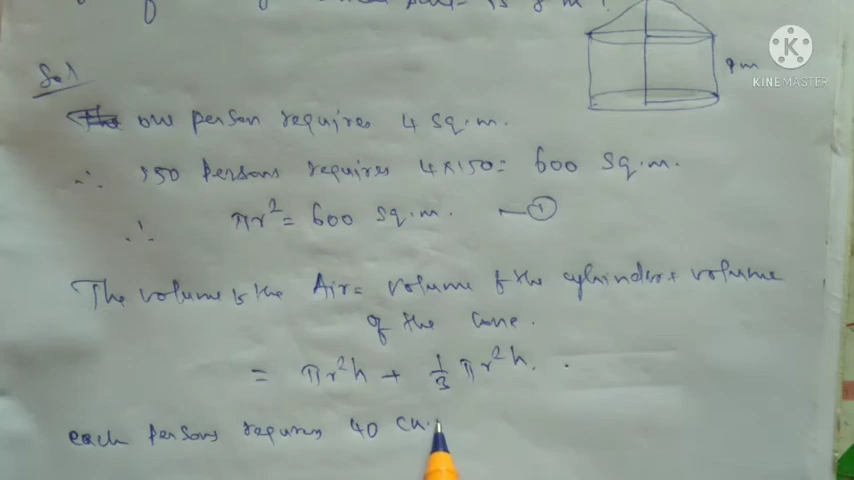 Sol
K
KINEMASTER
one person requires 4 sq.m.
∴ 150 persons requires 4×150= 600 sq.m.
∴ πr²= 600 sq.m. —①
The volume of the Air= volume of the cylinder+ volume
of the cone.
= πr²h + 1/3 πr²h.
each persons requires 40 cu.